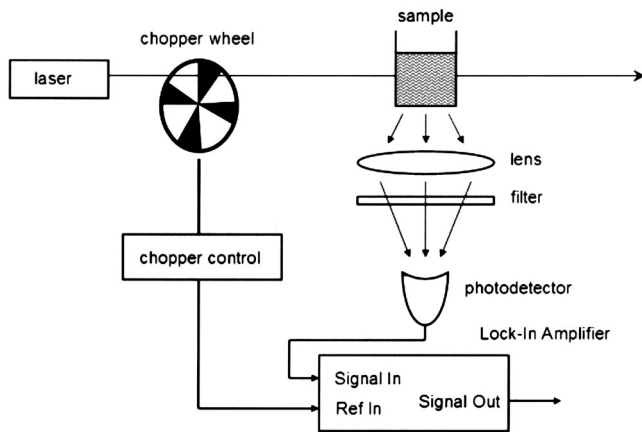 sample
chopper wheel
laser
lens
filter
chopper control
photodetector
Lock-In Amplifier
Signal In
Signal Out
Ref In